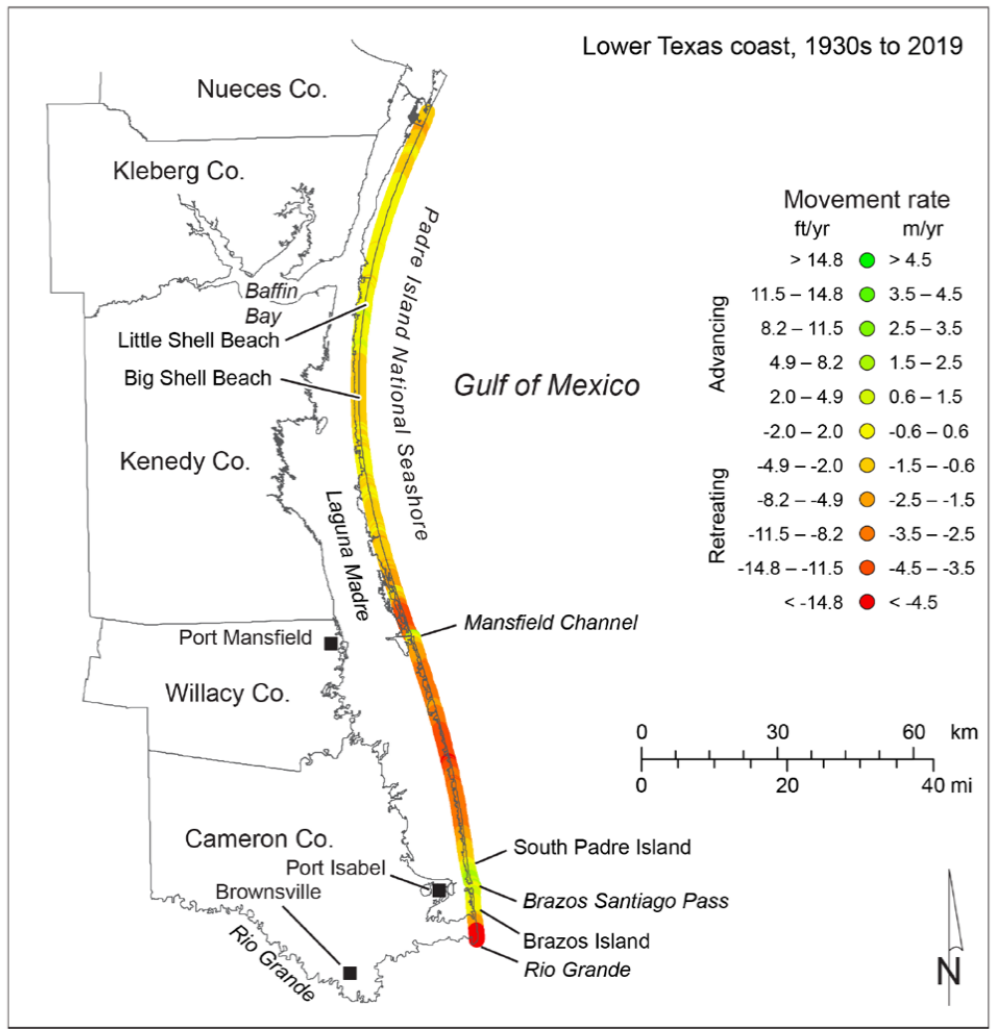 Lower Texas coast, 1930s to 2019
Nueces Co.
Kleberg Co.
Baffin
Bay
Little Shell Beach
Big Shell Beach
Kenedy Co.
Padre Island National Seashore
Gulf of Mexico
Laguna Madre
Mansfield Channel
Port Mansfield
Willacy Co.
Cameron Co.
Port Isabel
Brownsville
Rio Grande
South Padre Island
Brazos Santiago Pass
Brazos Island
Rio Grande
Movement rate
ft/yr m/yr
Advancing
> 14.8 > 4.5
11.5 – 14.8 3.5 – 4.5
8.2 – 11.5 2.5 – 3.5
4.9 – 8.2 1.5 – 2.5
2.0 – 4.9 0.6 – 1.5
-2.0 – 2.0 -0.6 – 0.6
Retreating
-4.9 – -2.0 -1.5 – -0.6
-8.2 – -4.9 -2.5 – -1.5
-11.5 – -8.2 -3.5 – -2.5
-14.8 – -11.5 -4.5 – -3.5
< -14.8 < -4.5
0 30 60 km
0 20 40 mi
N